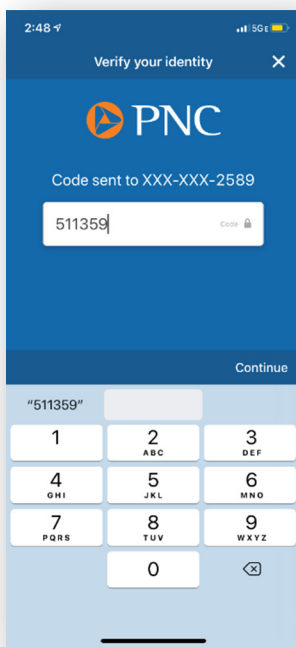 2:48 5GE
Verify your identity ×
PNC
Code sent to XXX-XXX-2589
511359 Code
Continue
"511359"
1 2 3
ABC DEF
4 5 6
GHI JKL MNO
7 8 9
PQRS TUV WXYZ
0